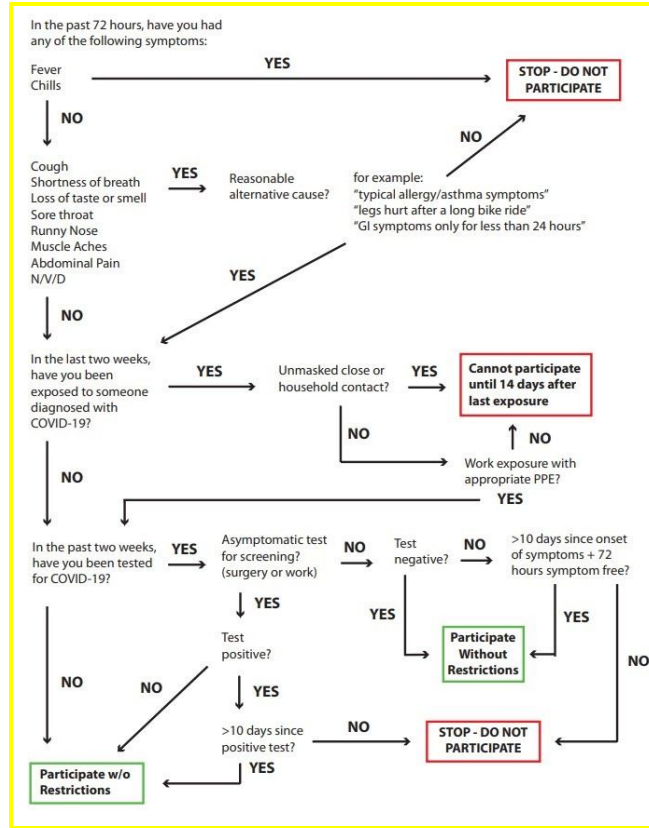 In the past 72 hours, have you had
any of the following symptoms:
Fever
Chills
YES
STOP - DO NOT
PARTICIPATE
NO
NO
Cough
Shortness of breath
Loss of taste or smell
Sore throat
Runny Nose
Muscle Aches
Abdominal Pain
N/V/D
YES
Reasonable
alternative cause?
for example:
“typical allergy/asthma symptoms”
“legs hurt after a long bike ride”
“GI symptoms only for less than 24 hours”
YES
NO
In the last two weeks,
have you been
exposed to someone
diagnosed with
COVID-19?
YES
Unmasked close or
household contact?
YES
Cannot participate
until 14 days after
last exposure
NO
NO
Work exposure with
appropriate PPE?
NO
YES
In the past two weeks,
have you been tested
for COVID-19?
YES
Asymptomatic test
for screening?
(surgery or work)
NO
Test
negative?
NO
>10 days since onset
of symptoms + 72
hours symptom free?
YES
YES
YES
Participate
Without
Restrictions
NO
Test
positive?
NO
NO
YES
>10 days since
positive test?
NO
STOP - DO NOT
PARTICIPATE
YES
Participate w/o
Restrictions